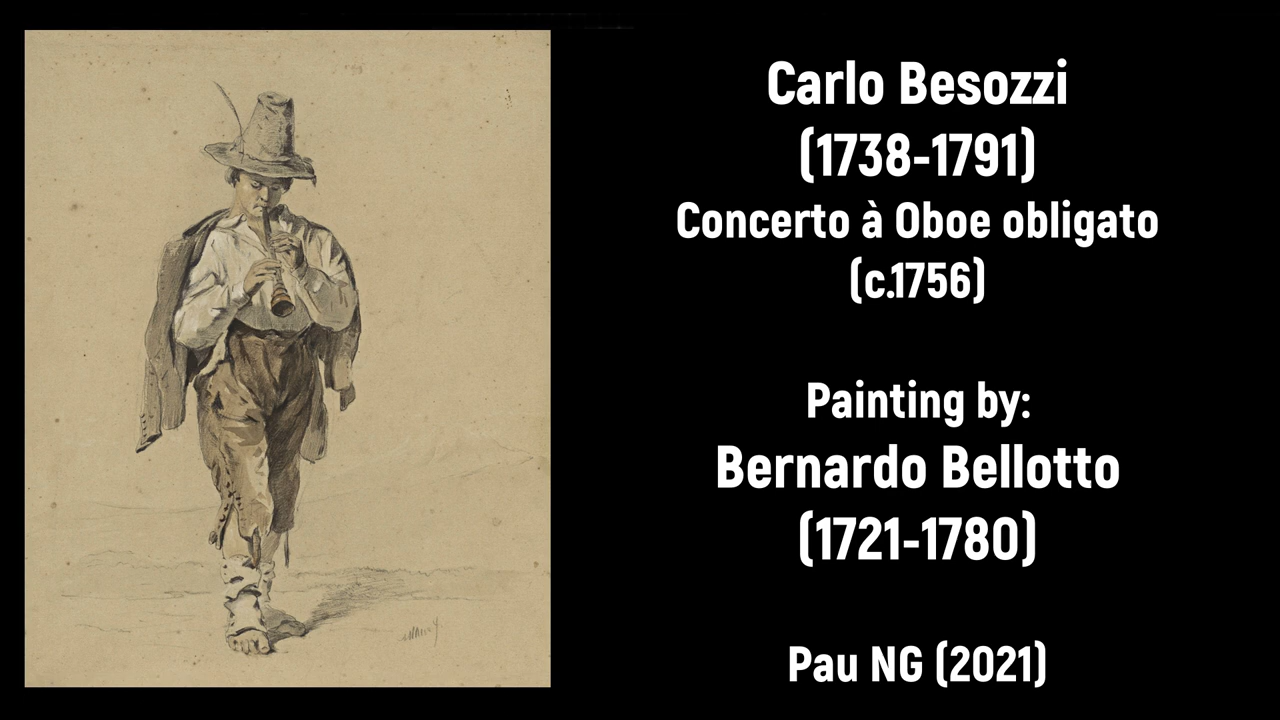 Carlo Besozzi
(1738-1791)
Concerto à Oboe obligato
(c.1756)
Painting by:
Bernardo Bellotto
(1721-1780)
Pau NG (2021)